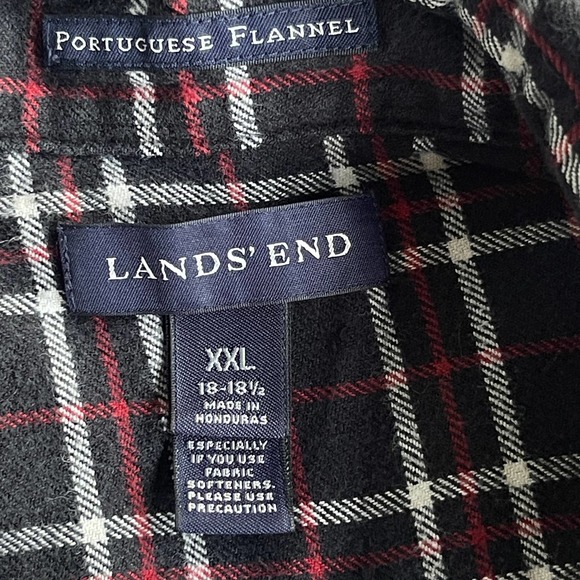 PORTUGUESE FLANNEL
LANDS' END
XXL
18-18½
MADE IN
HONDURAS
ESPECIALLY
IF YOU USE
FABRIC
SOFTENERS.
PLEASE USE
PRECAUTION